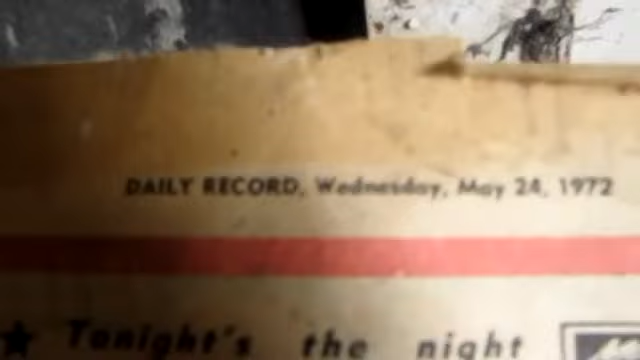 DAILY RECORD, Wednesday, May 24, 1972
★ Tonight's the night